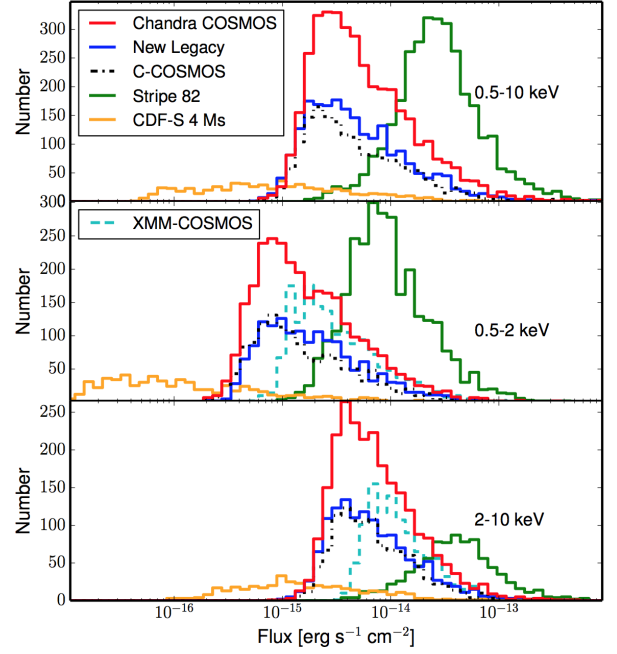 Chandra COSMOS
New Legacy
C-COSMOS
Stripe 82
CDF-S 4 Ms
0.5-10 keV
Number
300
250
200
150
100
50
300
XMM-COSMOS
0.5-2 keV
Number
250
200
150
100
50
2-10 keV
Number
250
200
150
100
50
0
10⁻¹⁶
10⁻¹⁵
10⁻¹⁴
10⁻¹³
Flux [erg s⁻¹ cm⁻²]